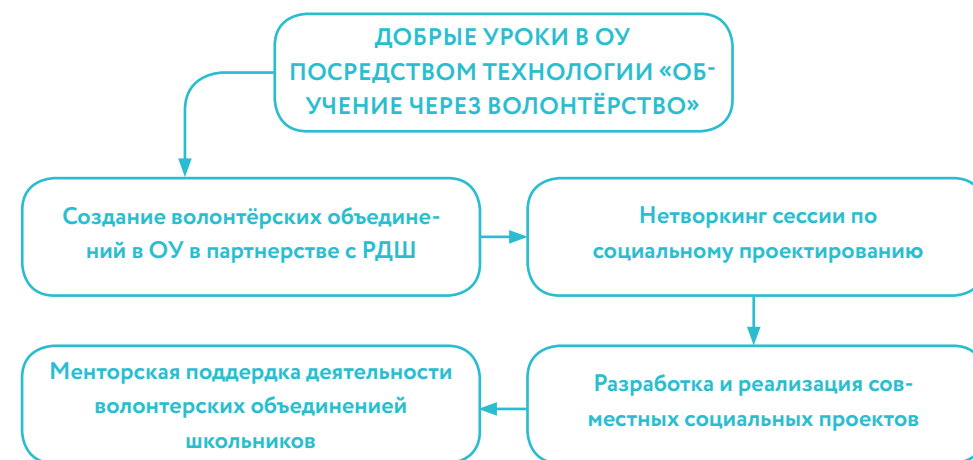 ДОБРЫЕ УРОКИ В ОУ
ПОСРЕДСТВОМ ТЕХНОЛОГИИ «ОБ-
УЧЕНИЕ ЧЕРЕЗ ВОЛОНТЁРСТВО»
Создание волонтёрских объедине-
ний в ОУ в партнерстве с РДШ
Нетворкинг сессии по
социальному проектированию
Разработка и реализация сов-
местных социальных проектов
Менторская поддердка деятельности
волонтерских объединенией
школьников